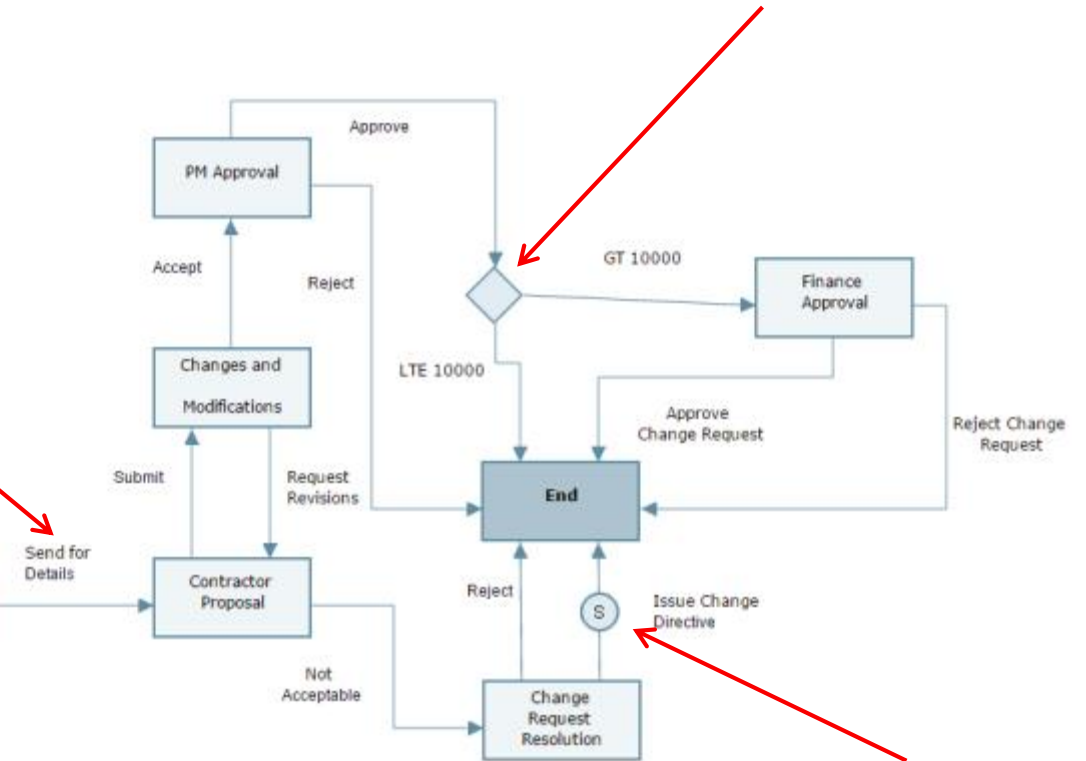 Approve
PM Approval
Accept
Reject
GT 10000
Finance
Approval
Changes and
Modifications
LTE 10000
Approve
Change Request
Reject Change
Request
Submit
Request
Revisions
End
Send for
Details
Contractor
Proposal
Reject
S
Issue Change
Directive
Not
Acceptable
Change
Request
Resolution